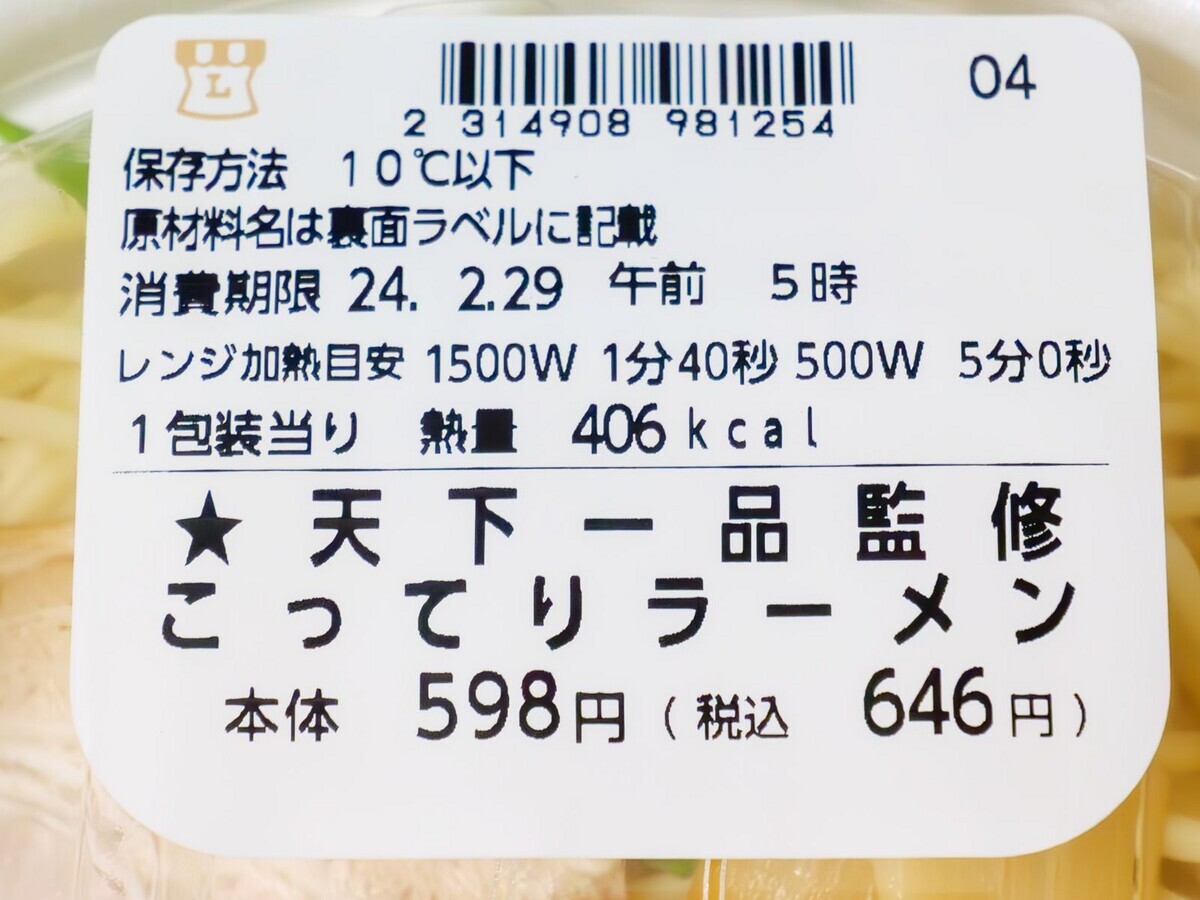 L
04
2 314908 981254
保存方法 10℃以下
原材料名は裏面ラベルに記載
消費期限 24. 2.29 午前 5時
レンジ加熱目安 1500W 1分40秒 500W 5分0秒
1包装当り 熱量 406kcal
★天下一品監修
こってりラーメン
本体 598円(税込 646円)